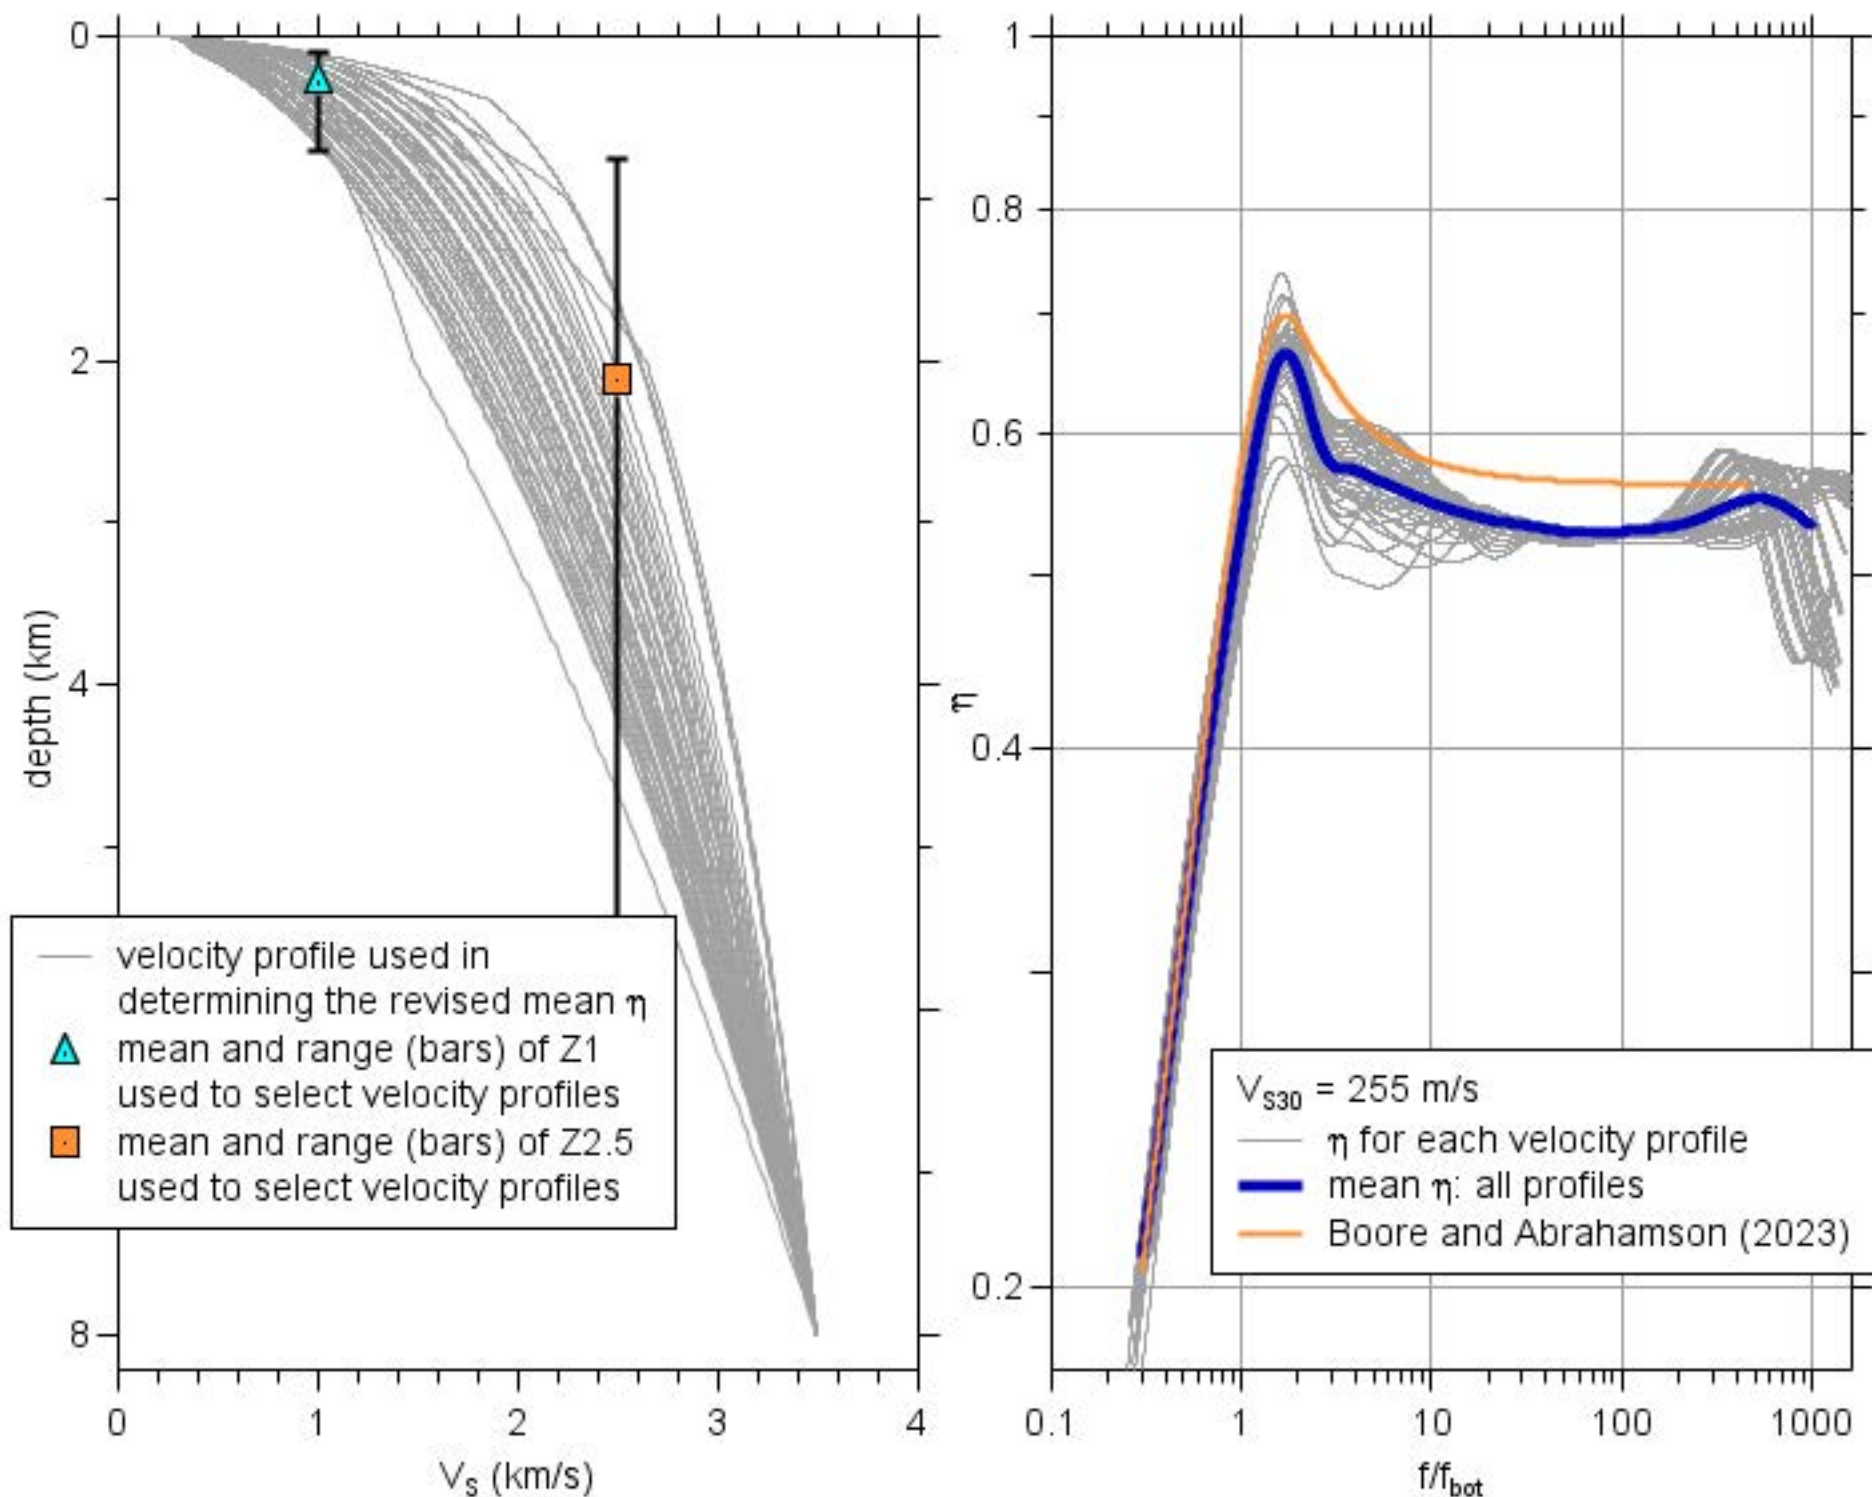 0
2
4
8
depth (km)
0
1
2
3
4
V_S (km/s)
velocity profile used in
determining the revised mean η
mean and range (bars) of Z1
used to select velocity profiles
mean and range (bars) of Z2.5
used to select velocity profiles
1
0.8
0.6
0.4
0.2
η
0.1
1
10
100
1000
f/f_bot
V_S30 = 255 m/s
η for each velocity profile
mean η: all profiles
Boore and Abrahamson (2023)